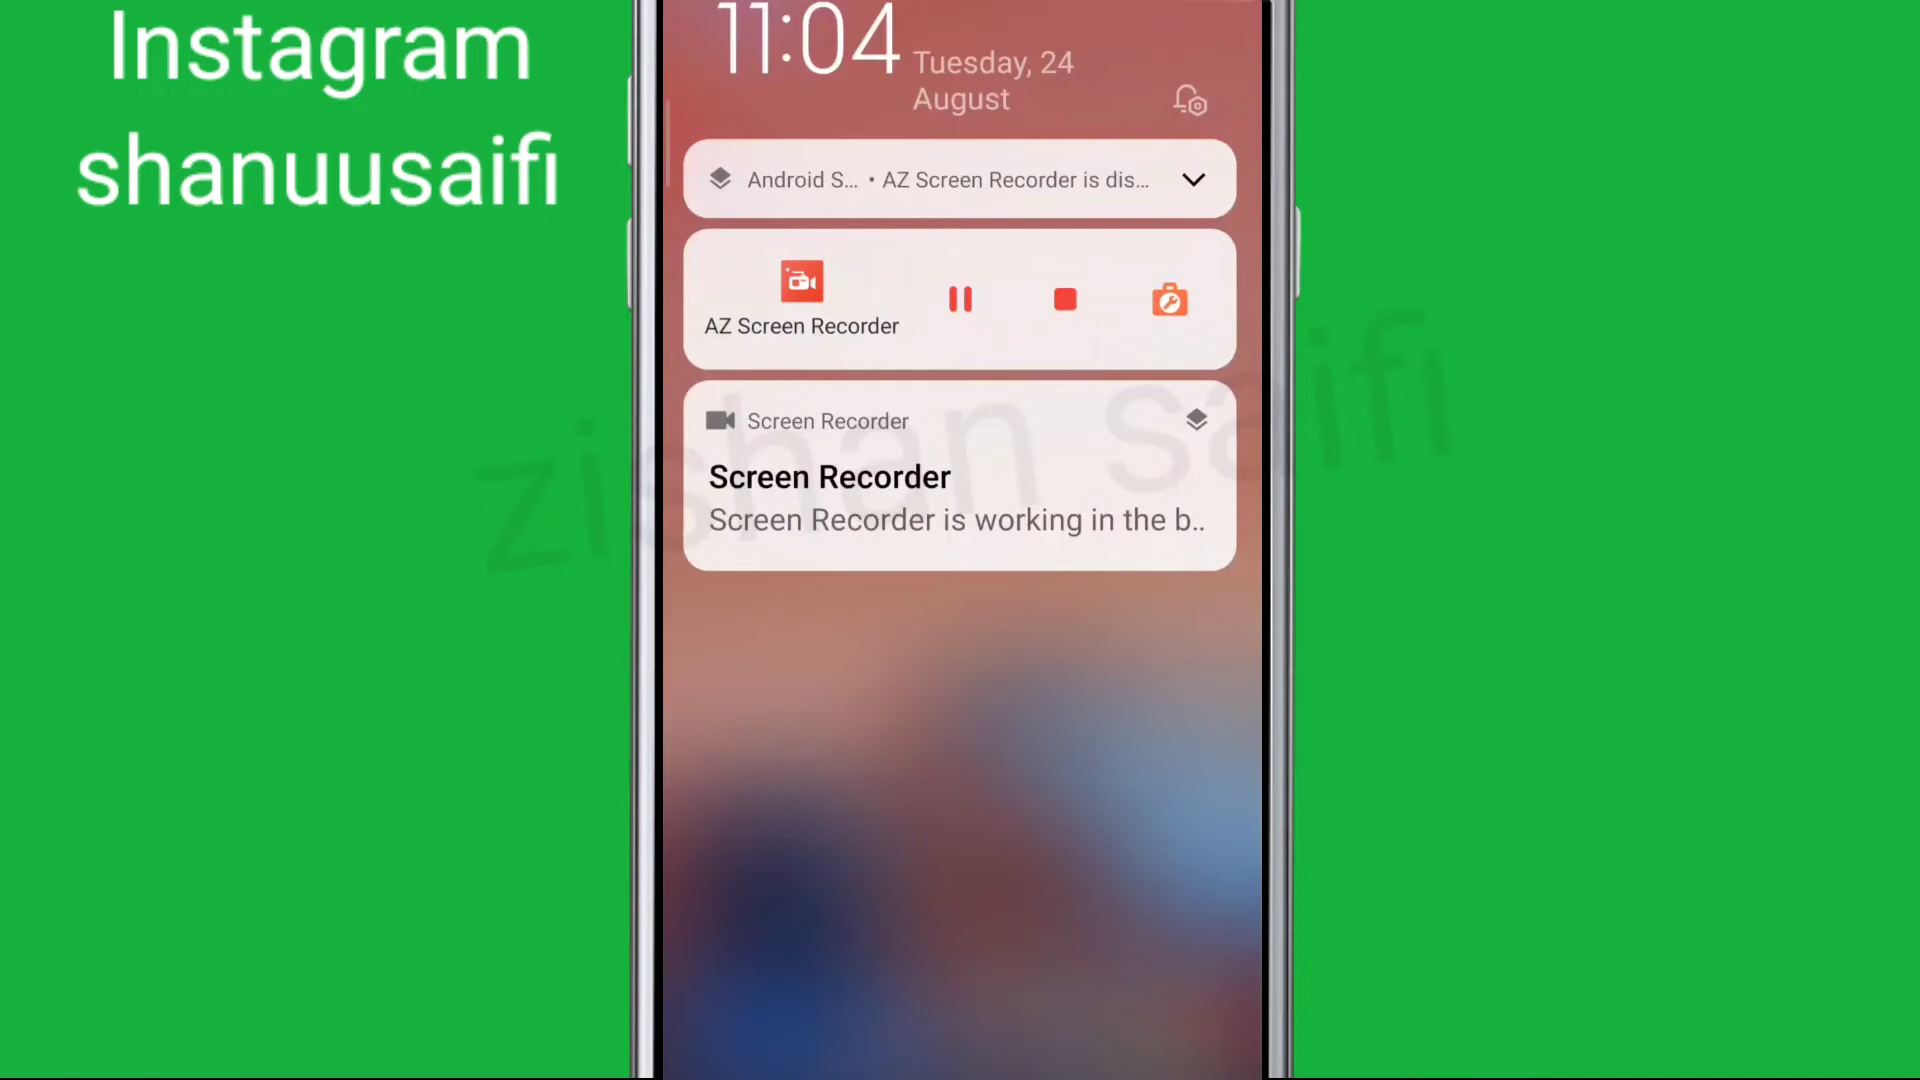 Instagram
shanuusaifi
11:04
Tuesday, 24
August
Android S... • AZ Screen Recorder is dis...
AZ Screen Recorder
Screen Recorder
Screen Recorder
Screen Recorder is working in the b..
zishan saifi